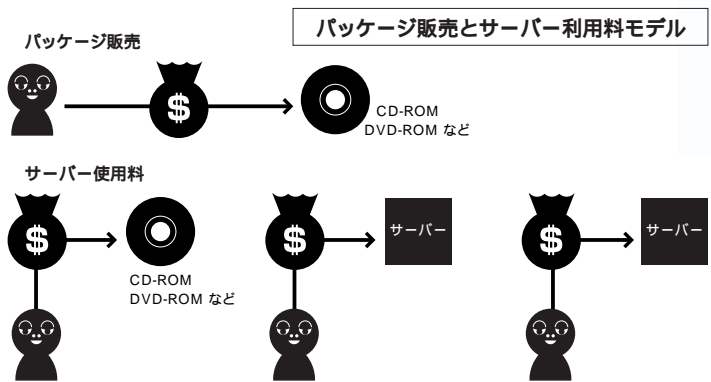 パッケージ販売とサーバー利用料モデル
パッケージ販売
$
CD-ROM
DVD-ROM など
サーバー使用料
$
CD-ROM
DVD-ROM など
$
サーバー
$
サーバー